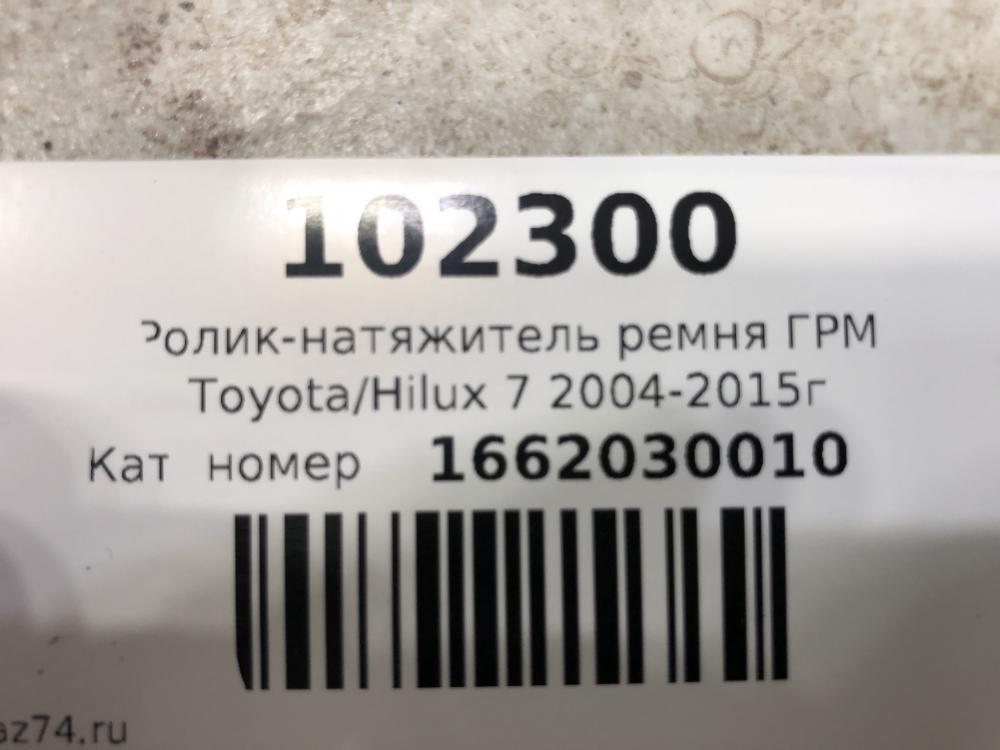 102300
Ролик-натяжитель ремня ГРМ
Toyota/Hilux 7 2004-2015г
Кат номер 1662030010
az74.ru